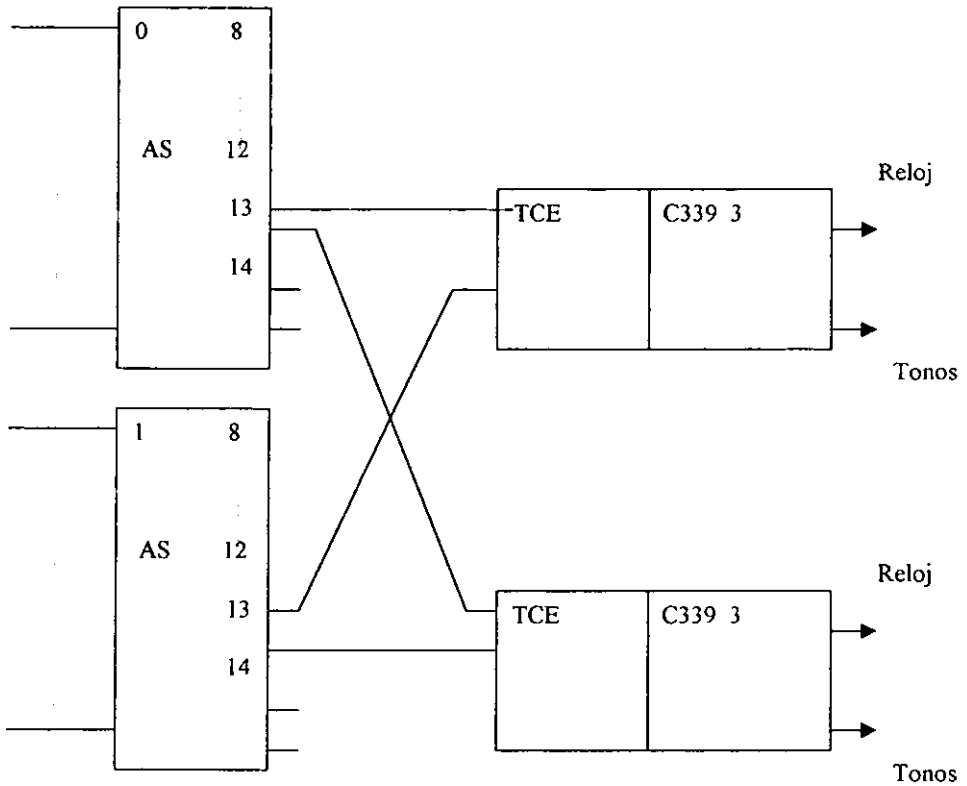 0 8
AS 12
13
14
Reloj
TCE C339 3
Tonos
1 8
AS 12
13
14
Reloj
TCE C339 3
Tonos